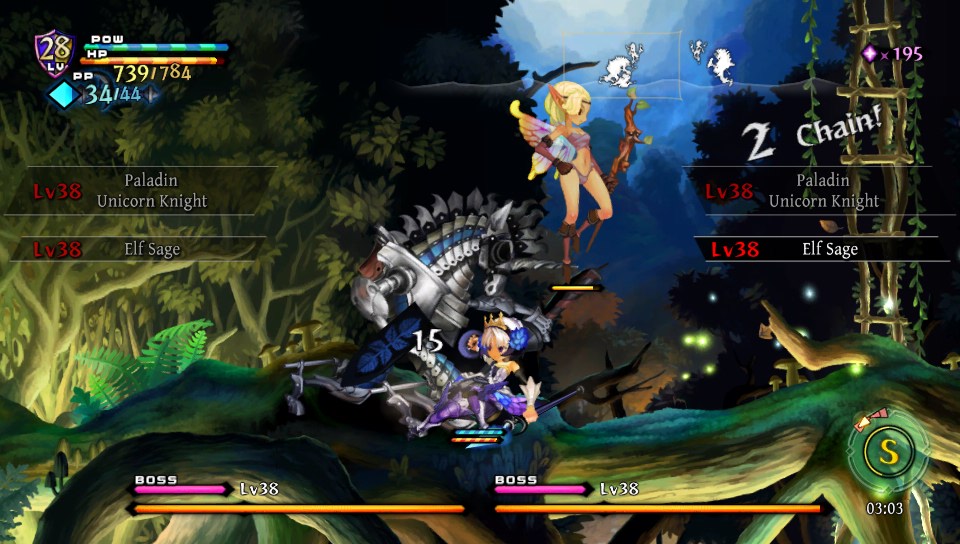 28
LV
POW
HP
739/784
PP
34/44
×195
2 Chain!
Lv38
Paladin
Unicorn Knight
Lv38
Paladin
Unicorn Knight
Lv38
Elf Sage
Lv38
Elf Sage
15
BOSS
Lv38
BOSS
Lv38
S
03:03